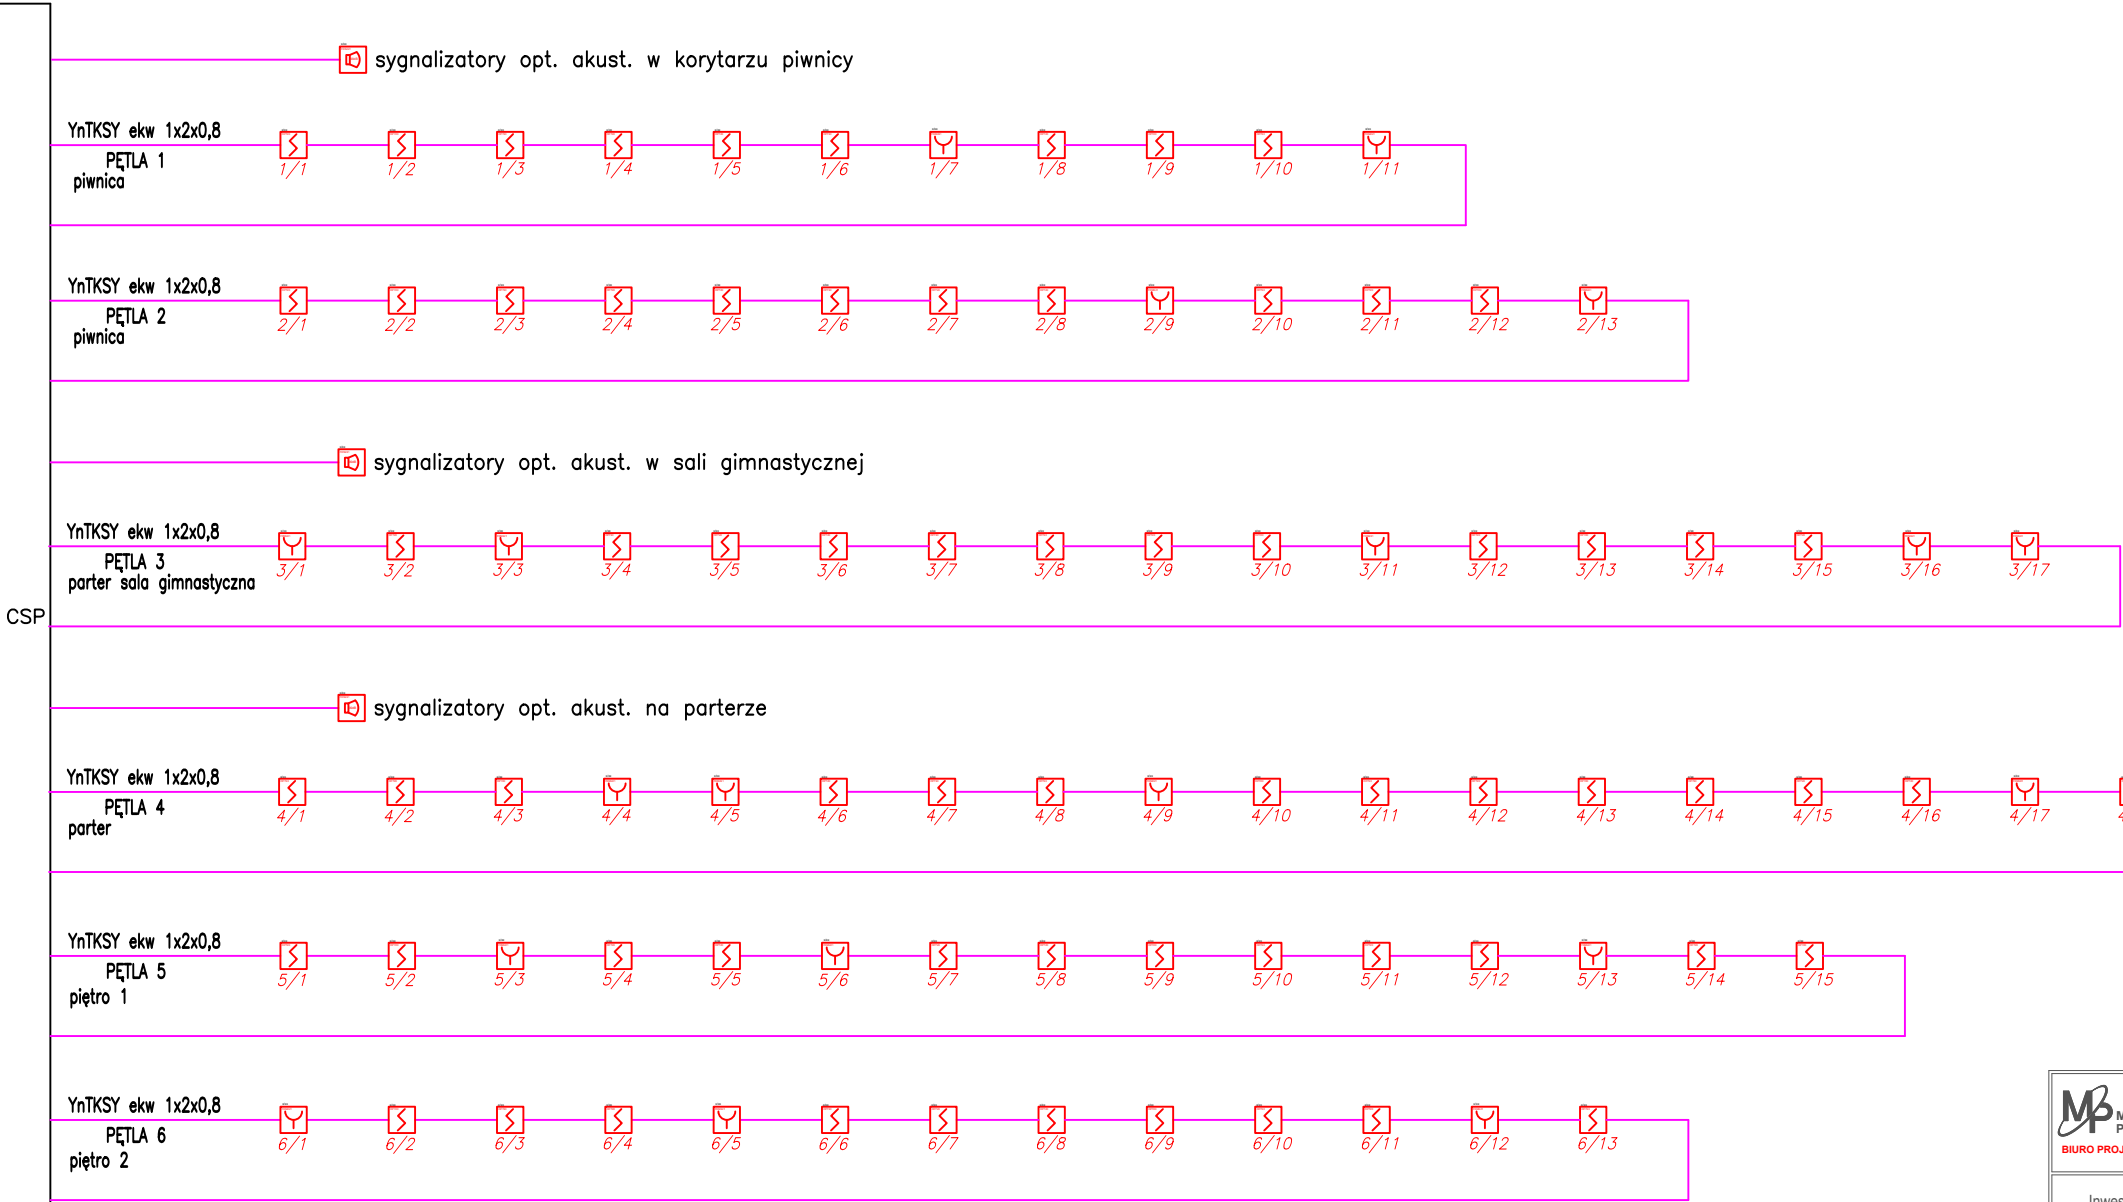 sygnalizatory opt. akust. w korytarzu piwnicy
YnTKSY ekw 1x2x0,8
PĘTLA 1
piwnica
1/1 1/2 1/3 1/4 1/5 1/6 1/7 1/8 1/9 1/10 1/11
YnTKSY ekw 1x2x0,8
PĘTLA 2
piwnica
2/1 2/2 2/3 2/4 2/5 2/6 2/7 2/8 2/9 2/10 2/11 2/12 2/13
sygnalizatory opt. akust. w sali gimnastycznej
YnTKSY ekw 1x2x0,8
PĘTLA 3
parter sala gimnastyczna
3/1 3/2 3/3 3/4 3/5 3/6 3/7 3/8 3/9 3/10 3/11 3/12 3/13 3/14 3/15 3/16 3/17
CSP
sygnalizatory opt. akust. na parterze
YnTKSY ekw 1x2x0,8
PĘTLA 4
parter
4/1 4/2 4/3 4/4 4/5 4/6 4/7 4/8 4/9 4/10 4/11 4/12 4/13 4/14 4/15 4/16 4/17
YnTKSY ekw 1x2x0,8
PĘTLA 5
piętro 1
5/1 5/2 5/3 5/4 5/5 5/6 5/7 5/8 5/9 5/10 5/11 5/12 5/13 5/14 5/15
YnTKSY ekw 1x2x0,8
PĘTLA 6
piętro 2
6/1 6/2 6/3 6/4 6/5 6/6 6/7 6/8 6/9 6/10 6/11 6/12 6/13
MP
BIURO